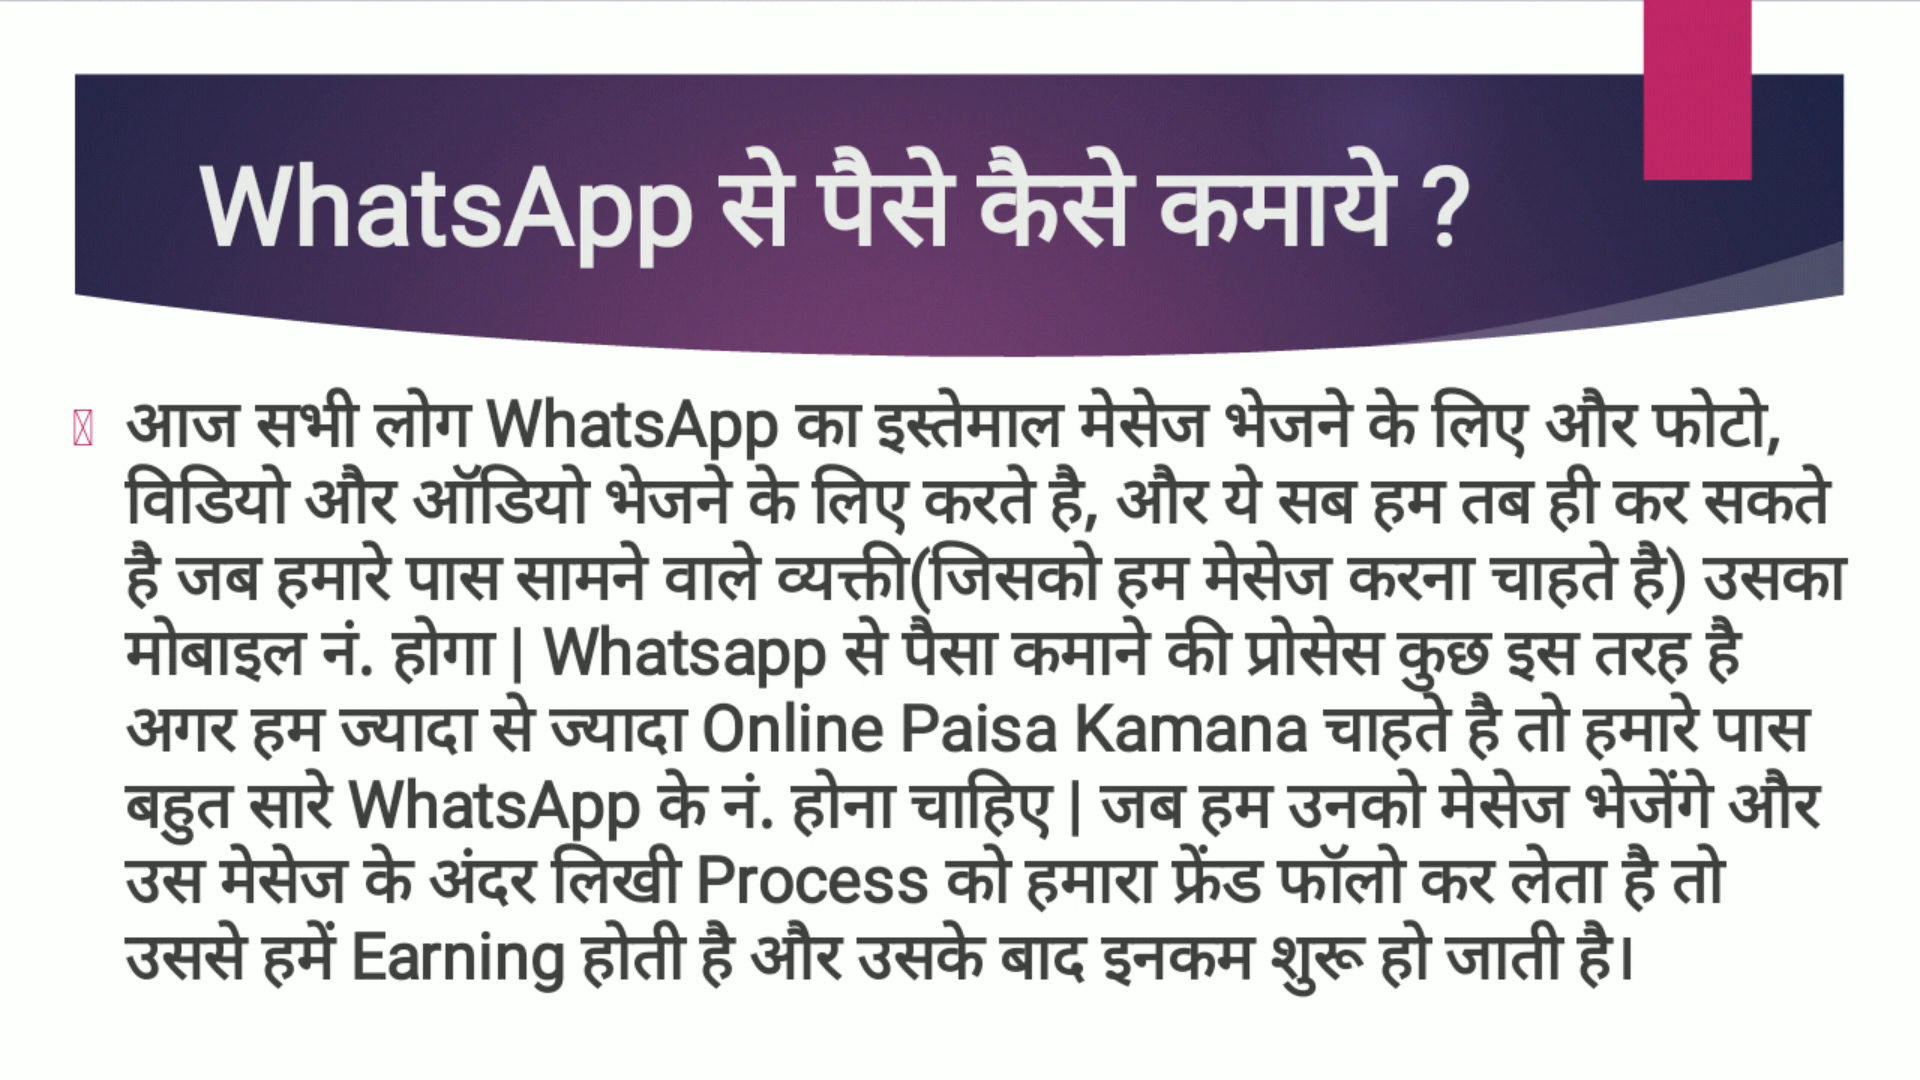 WhatsApp से पैसे कैसे कमाये ?
आज सभी लोग WhatsApp का इस्तेमाल मेसेज भेजने के लिए और फोटो,
विडियो और ऑडियो भेजने के लिए करते है, और ये सब हम तब ही कर सकते
है जब हमारे पास सामने वाले व्यक्ती(जिसको हम मेसेज करना चाहते है) उसका
मोबाइल नं. होगा | Whatsapp से पैसा कमाने की प्रोसेस कुछ इस तरह है
अगर हम ज्यादा से ज्यादा Online Paisa Kamana चाहते है तो हमारे पास
बहुत सारे WhatsApp के नं. होना चाहिए | जब हम उनको मेसेज भेजेंगे और
उस मेसेज के अंदर लिखी Process को हमारा फ्रेंड फॉलो कर लेता है तो
उससे हमें Earning होती है और उसके बाद इनकम शुरू हो जाती है।